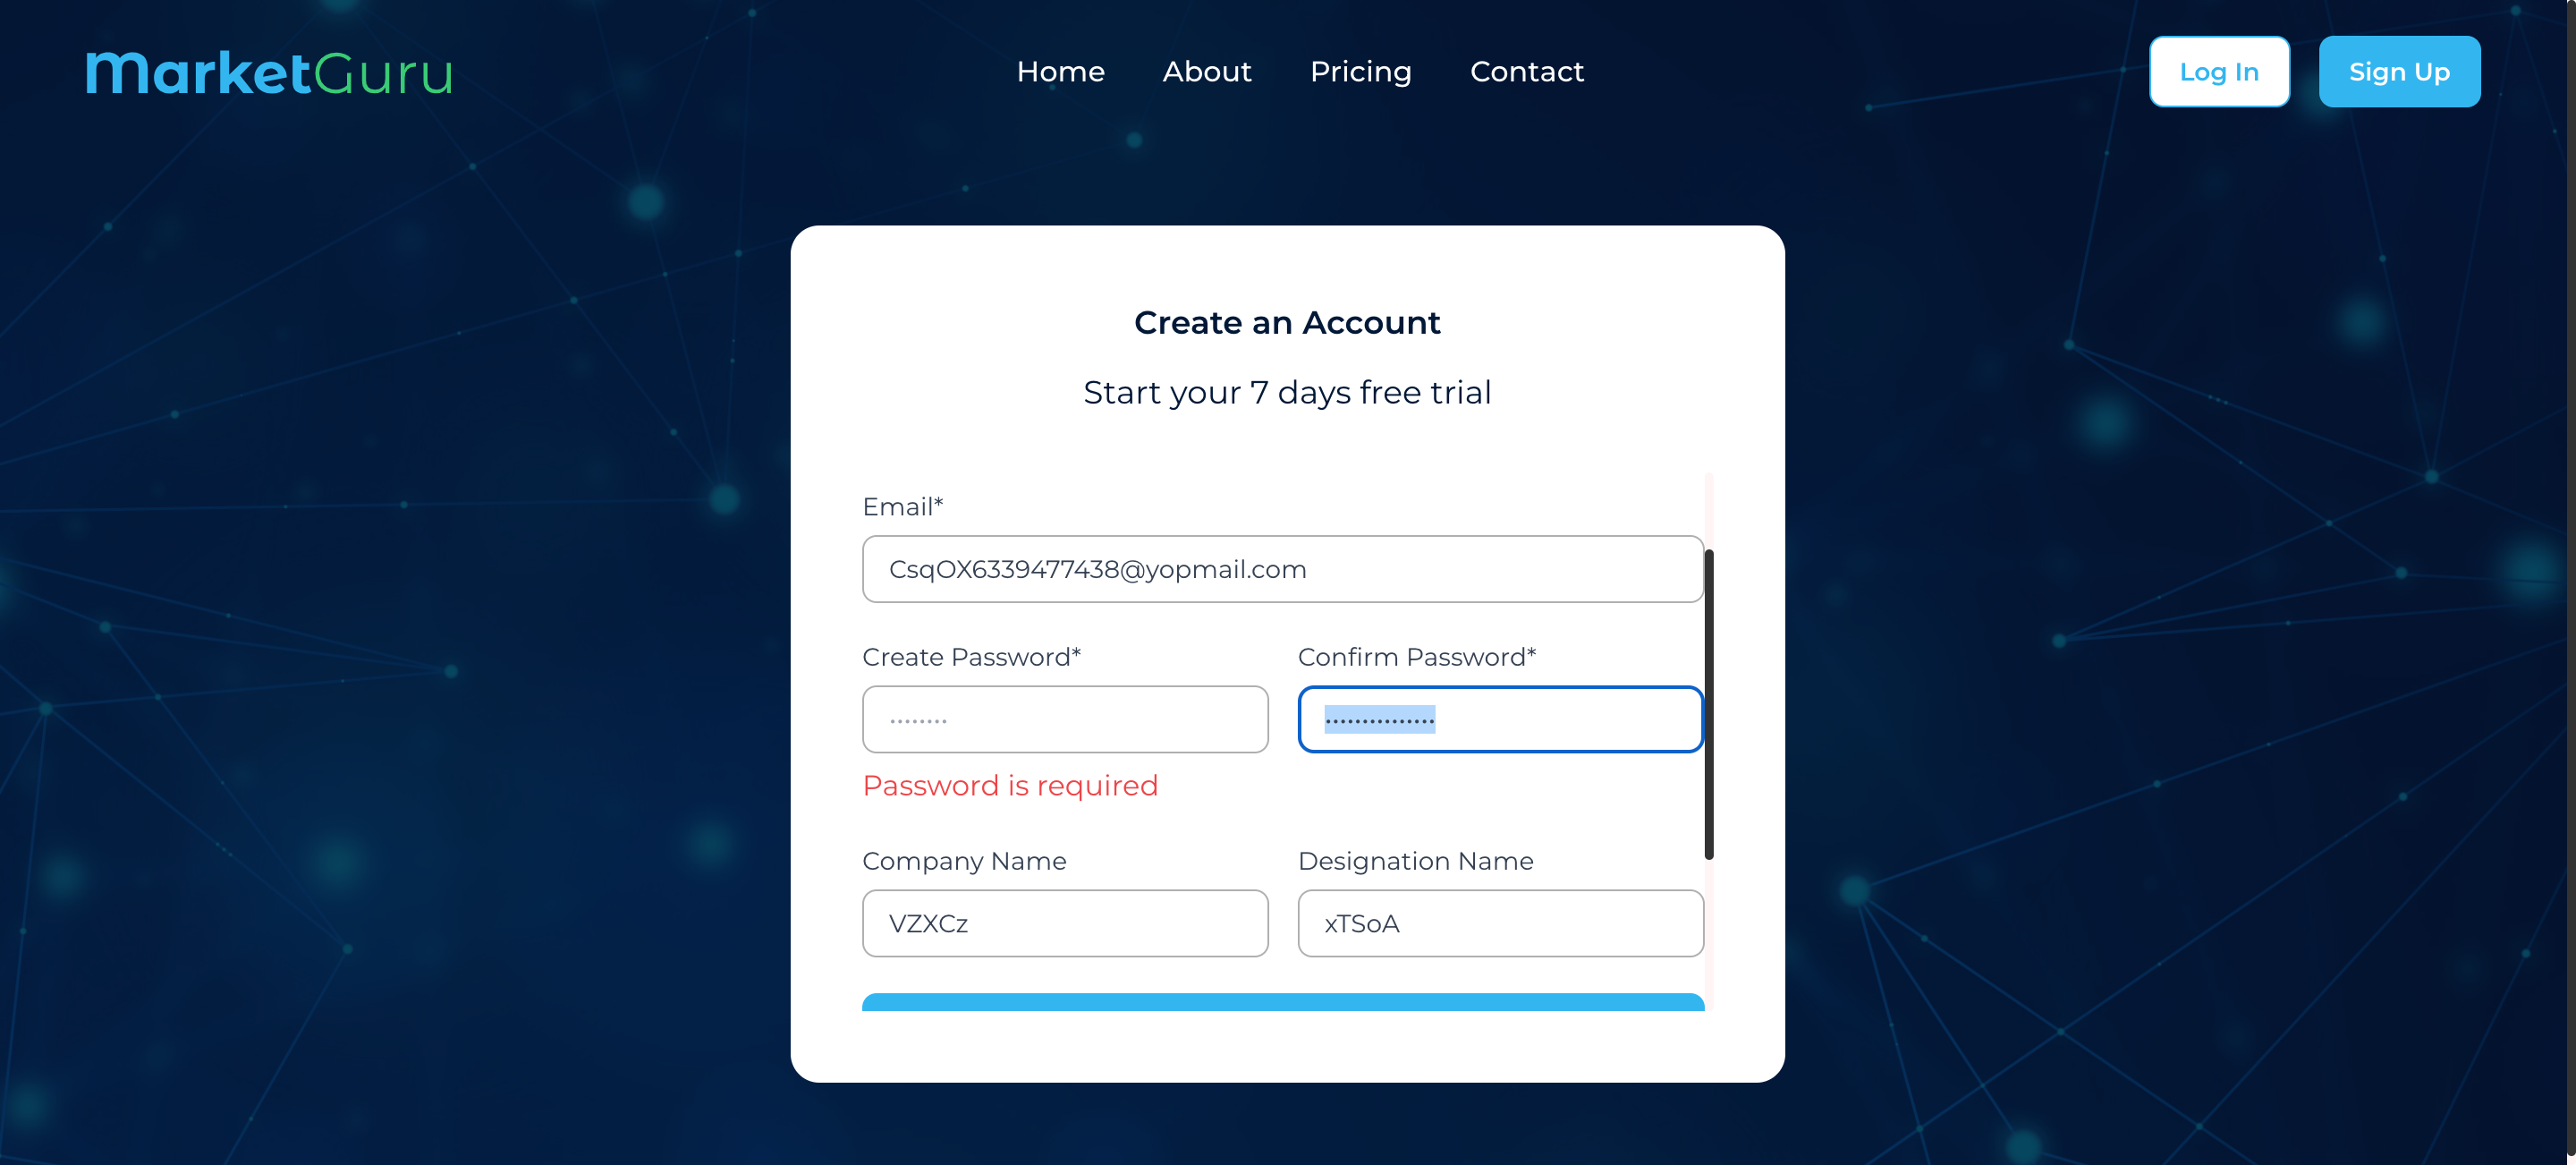 MarketGuru
Home About Pricing Contact
Log In Sign Up
Create an Account
Start your 7 days free trial
Email*
CsqOX6339477438@yopmail.com
Create Password* Confirm Password*
•••••••• •••••••••••••••
Password is required
Company Name Designation Name
VZXCz xTSoA